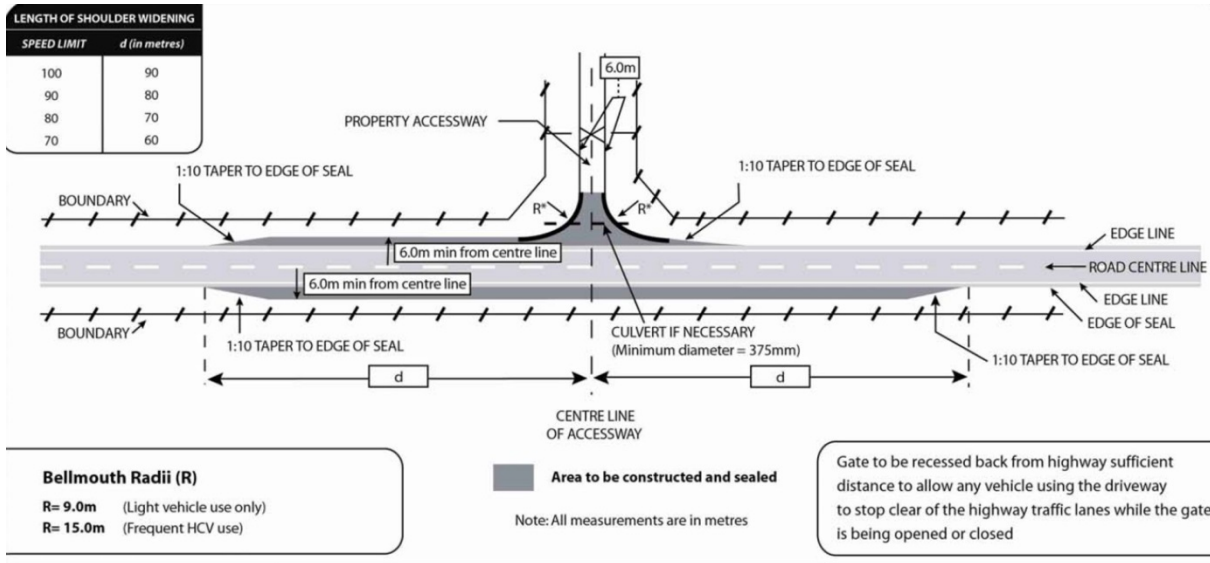 LENGTH OF SHOULDER WIDENING
SPEED LIMIT d (in metres)
100 90
90 80
80 70
70 60
6.0m
PROPERTY ACCESSWAY
1:10 TAPER TO EDGE OF SEAL
1:10 TAPER TO EDGE OF SEAL
BOUNDARY
R*
R*
EDGE LINE
6.0m min from centre line
ROAD CENTRE LINE
6.0m min from centre line
EDGE LINE
EDGE OF SEAL
BOUNDARY
CULVERT IF NECESSARY
(Minimum diameter = 375mm)
1:10 TAPER TO EDGE OF SEAL
1:10 TAPER TO EDGE OF SEAL
d
d
CENTRE LINE
OF ACCESSWAY
Bellmouth Radii (R)
R= 9.0m (Light vehicle use only)
R= 15.0m (Frequent HCV use)
Area to be constructed and sealed
Note: All measurements are in metres
Gate to be recessed back from highway sufficient
distance to allow any vehicle using the driveway
to stop clear of the highway traffic lanes while the gate
is being opened or closed